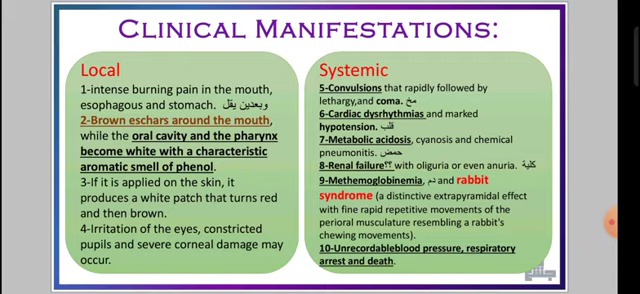 CLINICAL MANIFESTATIONS:
Local
1-intense burning pain in the mouth,
esophagous and stomach. وبعدين يقل
2-Brown eschars around the mouth,
while the oral cavity and the pharynx
become white with a characteristic
aromatic smell of phenol.
3-If it is applied on the skin, it
produces a white patch that turns red
and then brown.
4-Irritation of the eyes, constricted
pupils and severe corneal damage may
occur.
Systemic
5-Convulsions that rapidly followed by
lethargy,and coma. مخ
6-Cardiac dysrhythmias and marked
hypotension. قلب
7-Metabolic acidosis, cyanosis and chemical
pneumonitis. حمض
8-Renal failure؟؟ with oliguria or even anuria. كلية
9-Methemoglobinemia, دم and rabbit
syndrome (a distinctive extrapyramidal effect
with fine rapid repetitive movements of the
perioral musculature resembling a rabbit's
chewing movements).
10-Unrecordableblood pressure, respiratory
arrest and death.